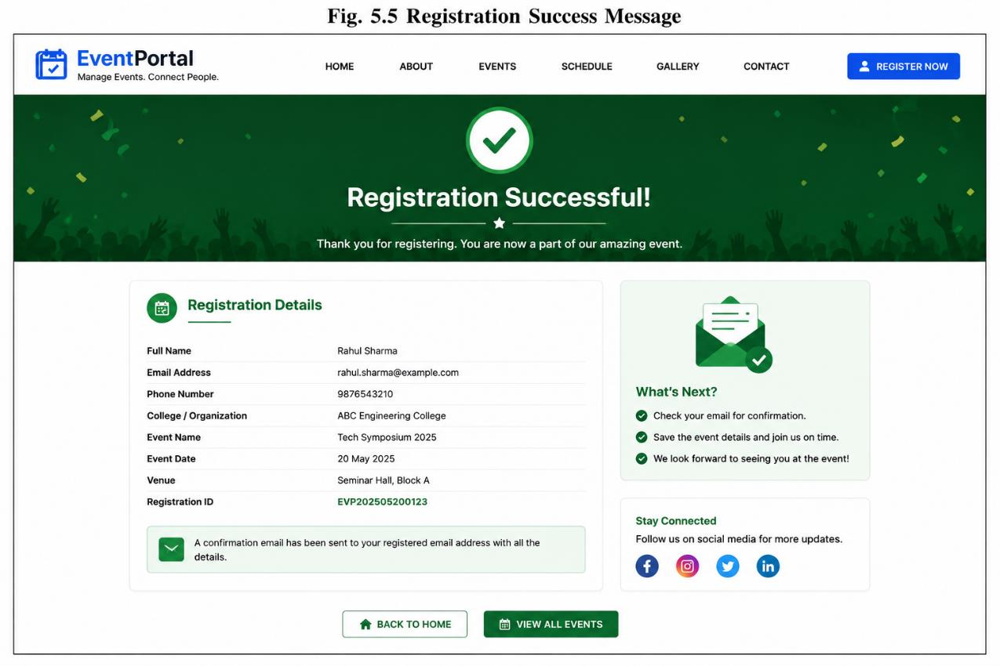 Fig. 5.5 Registration Success Message
EventPortal
Manage Events. Connect People.
HOME
ABOUT
EVENTS
SCHEDULE
GALLERY
CONTACT
REGISTER NOW
Registration Successful!
Thank you for registering. You are now a part of our amazing event.
Registration Details
Full Name Rahul Sharma
Email Address rahul.sharma@example.com
Phone Number 9876543210
College / Organization ABC Engineering College
Event Name Tech Symposium 2025
Event Date 20 May 2025
Venue Seminar Hall, Block A
Registration ID EVP202505200123
A confirmation email has been sent to your registered email address with all the
details.
What's Next?
Check your email for confirmation.
Save the event details and join us on time.
We look forward to seeing you at the event!
Stay Connected
Follow us on social media for more updates.
f
in
BACK TO HOME
VIEW ALL EVENTS